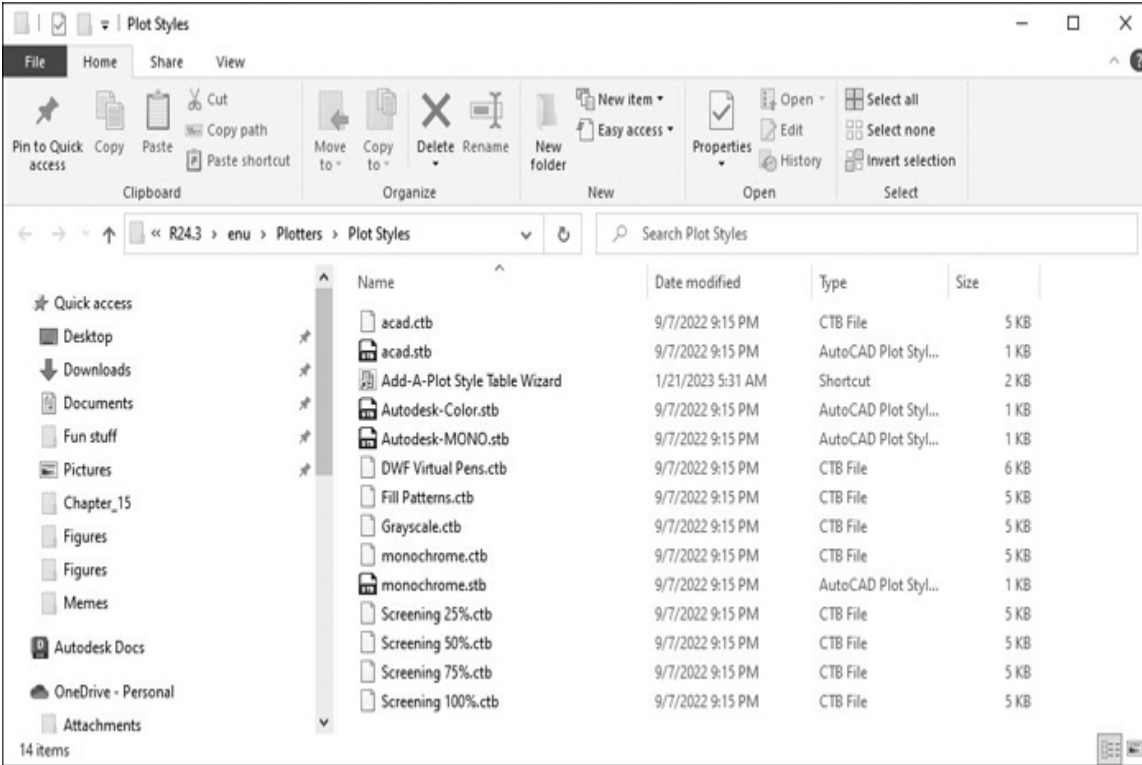 Plot Styles
File Home Share View
Pin to Quick access
Copy
Paste
Cut
Copy path
Paste shortcut
Clipboard
Move to
Copy to
Delete
Rename
Organize
New folder
New item
Easy access
New
Properties
Open
Edit
History
Open
Select all
Select none
Invert selection
Select
« R24.3 › enu › Plotters › Plot Styles
Search Plot Styles
Quick access
Desktop
Downloads
Documents
Fun stuff
Pictures
Chapter_15
Figures
Figures
Memes
Autodesk Docs
OneDrive - Personal
Attachments
Name Date modified Type Size
acad.ctb 9/7/2022 9:15 PM CTB File 5 KB
acad.stb 9/7/2022 9:15 PM AutoCAD Plot Styl... 1 KB
Add-A-Plot Style Table Wizard 1/21/2023 5:31 AM Shortcut 2 KB
Autodesk-Color.stb 9/7/2022 9:15 PM AutoCAD Plot Styl... 1 KB
Autodesk-MONO.stb 9/7/2022 9:15 PM AutoCAD Plot Styl... 1 KB
DWF Virtual Pens.ctb 9/7/2022 9:15 PM CTB File 6 KB
Fill Patterns.ctb 9/7/2022 9:15 PM CTB File 5 KB
Grayscale.ctb 9/7/2022 9:15 PM CTB File 5 KB
monochrome.ctb 9/7/2022 9:15 PM CTB File 5 KB
monochrome.stb 9/7/2022 9:15 PM AutoCAD Plot Styl... 1 KB
Screening 25%.ctb 9/7/2022 9:15 PM CTB File 5 KB
Screening 50%.ctb 9/7/2022 9:15 PM CTB File 5 KB
Screening 75%.ctb 9/7/2022 9:15 PM CTB File 5 KB
Screening 100%.ctb 9/7/2022 9:15 PM CTB File 5 KB
14 items